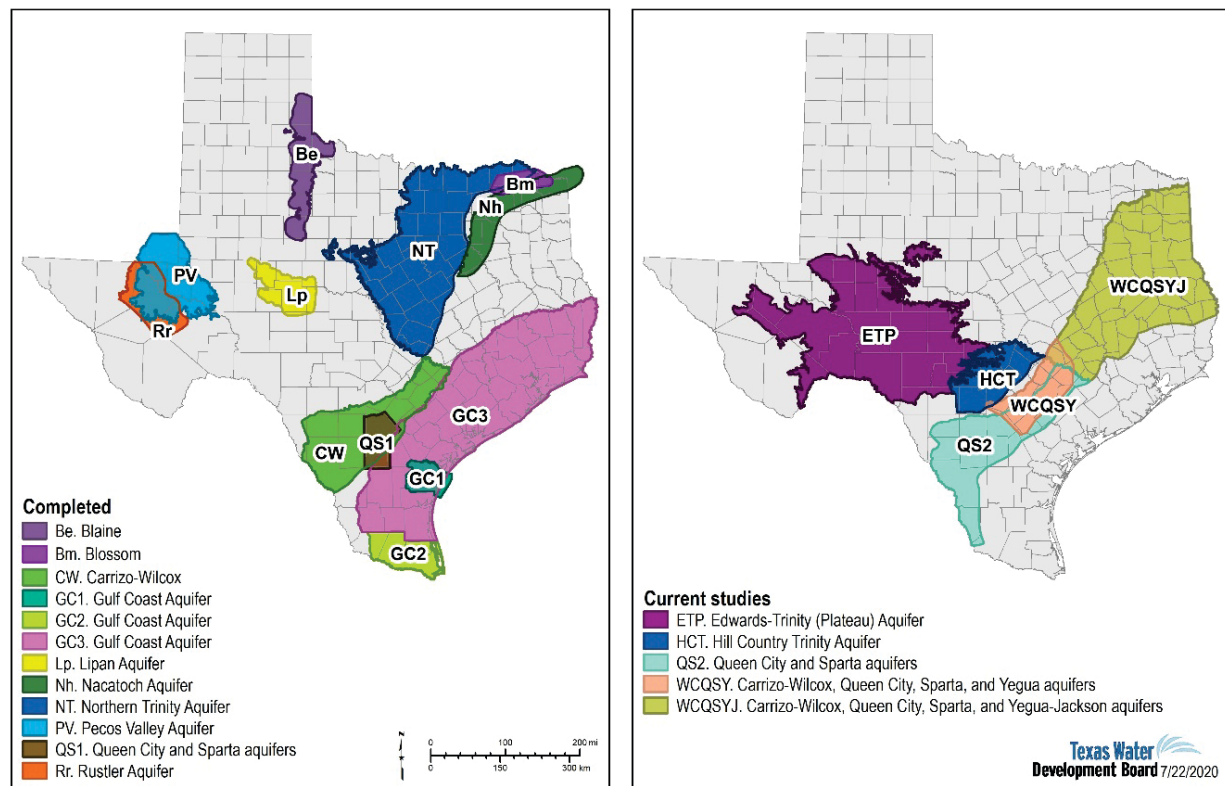 Be
Bm
Nh
NT
PV
Lp
Rr
GC3
QS1
CW
GC1
GC2
Completed
Be. Blaine
Bm. Blossom
CW. Carrizo-Wilcox
GC1. Gulf Coast Aquifer
GC2. Gulf Coast Aquifer
GC3. Gulf Coast Aquifer
Lp. Lipan Aquifer
Nh. Nacatoch Aquifer
NT. Northern Trinity Aquifer
PV. Pecos Valley Aquifer
QS1. Queen City and Sparta aquifers
Rr. Rustler Aquifer
0 100 200 mi
0 150 300 km
WCQSYJ
ETP
HCT
WCQSY
QS2
Current studies
ETP. Edwards-Trinity (Plateau) Aquifer
HCT. Hill Country Trinity Aquifer
QS2. Queen City and Sparta aquifers
WCQSY. Carrizo-Wilcox, Queen City, Sparta, and Yegua aquifers
WCQSYJ. Carrizo-Wilcox, Queen City, Sparta, and Yegua-Jackson aquifers
Texas Water
Development Board 7/22/2020